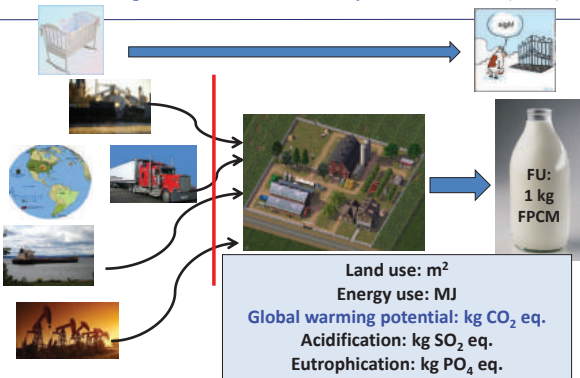 sigh!
FU:
1 kg
FPCM
Land use: m²
Energy use: MJ
Global warming potential: kg CO₂ eq.
Acidification: kg SO₂ eq.
Eutrophication: kg PO₄ eq.